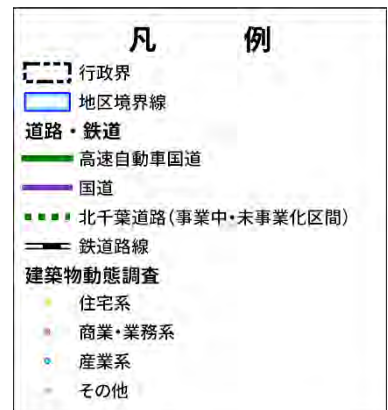 凡 例
行政界
地区境界線
道路・鉄道
高速自動車国道
国道
北千葉道路(事業中・未事業化区間)
鉄道路線
建築物動態調査
住宅系
商業・業務系
産業系
その他